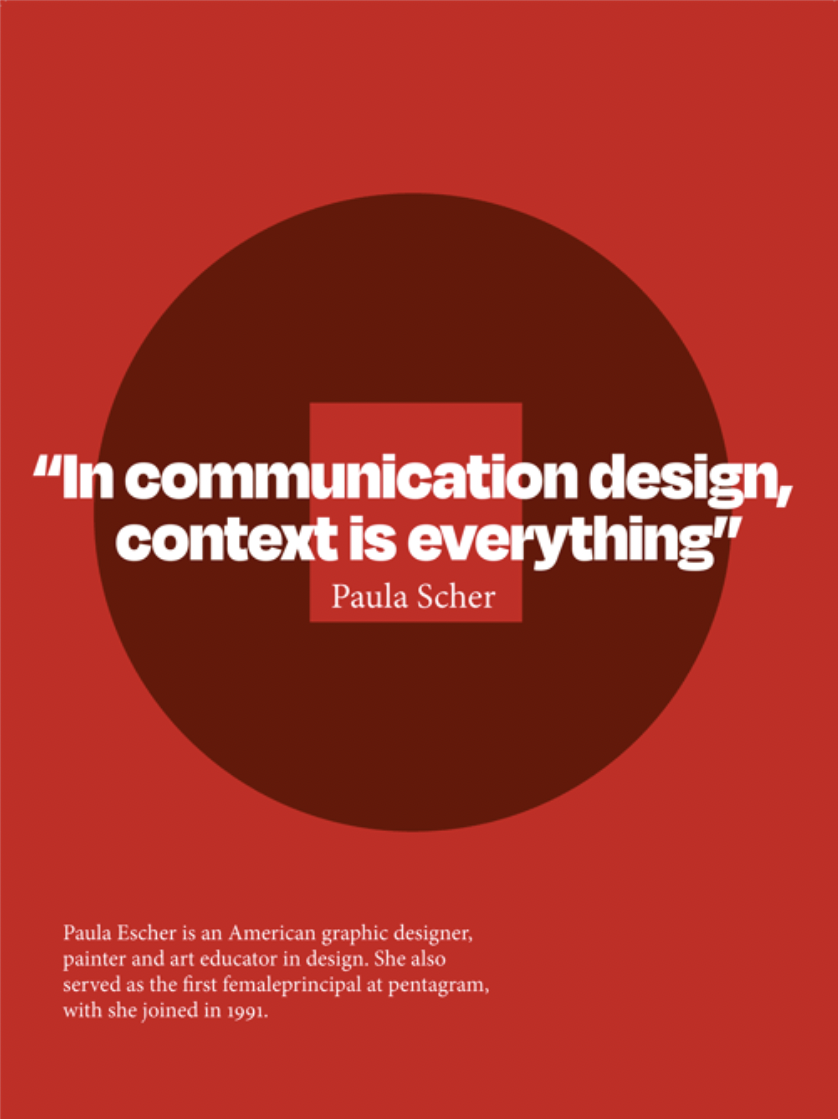 “In communication design,
context is everything”
Paula Scher
Paula Escher is an American graphic designer,
painter and art educator in design. She also
served as the first femaleprincipal at pentagram,
with she joined in 1991.